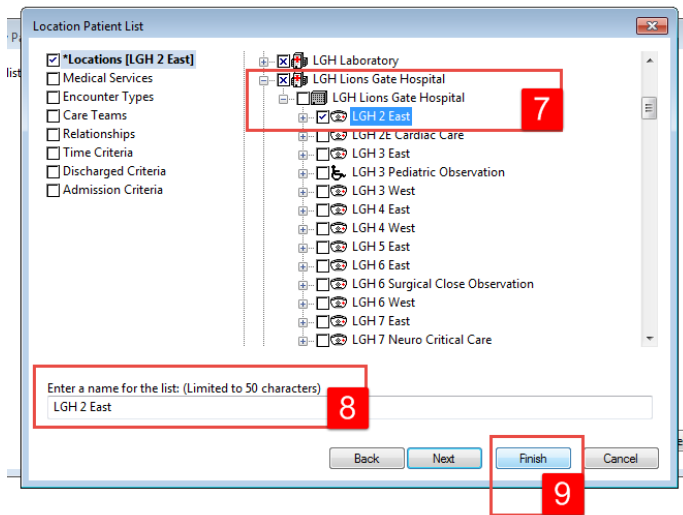 Location Patient List
P
list
*Locations [LGH 2 East]
Medical Services
Encounter Types
Care Teams
Relationships
Time Criteria
Discharged Criteria
Admission Criteria
LGH Laboratory
LGH Lions Gate Hospital
LGH Lions Gate Hospital
LGH 2 East
7
LGH 2E Cardiac Care
LGH 3 East
LGH 3 Pediatric Observation
LGH 3 West
LGH 4 East
LGH 4 West
LGH 5 East
LGH 6 East
LGH 6 Surgical Close Observation
LGH 6 West
LGH 7 East
LGH 7 Neuro Critical Care
Enter a name for the list: (Limited to 50 characters)
LGH 2 East
8
Back Next Finish Cancel
9